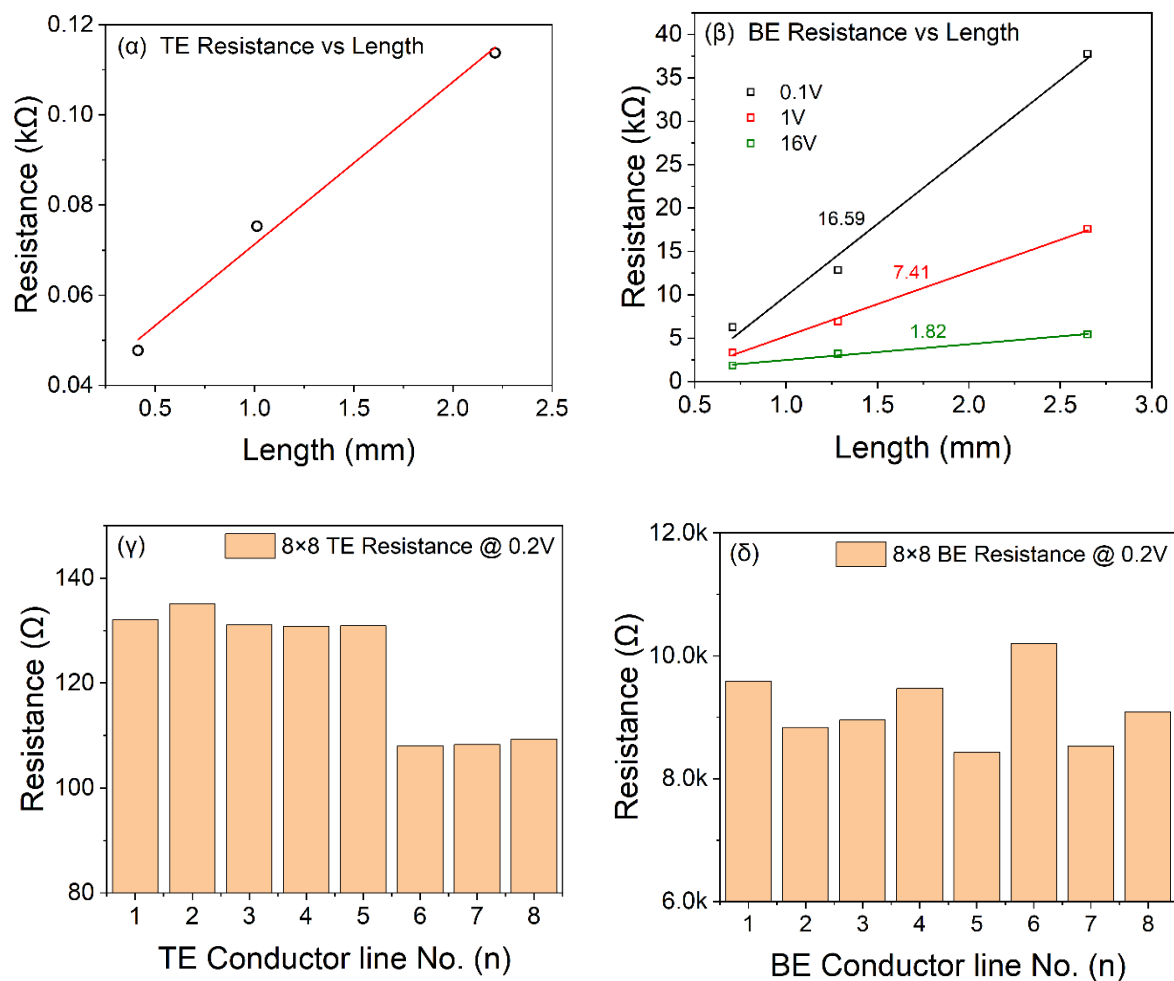 (α) TE Resistance vs Length
0.12
0.10
0.08
0.06
0.04
Resistance (kΩ)
0.5
1.0
1.5
2.0
2.5
Length (mm)
(β) BE Resistance vs Length
0.1V
1V
16V
16.59
7.41
1.82
40
35
30
25
20
15
10
5
0
Resistance (kΩ)
0.5
1.0
1.5
2.0
2.5
3.0
Length (mm)
(γ)
8×8 TE Resistance @ 0.2V
140
120
100
80
Resistance (Ω)
1
2
3
4
5
6
7
8
TE Conductor line No. (n)
(δ)
8×8 BE Resistance @ 0.2V
12.0k
10.0k
8.0k
6.0k
Resistance (Ω)
1
2
3
4
5
6
7
8
BE Conductor line No. (n)